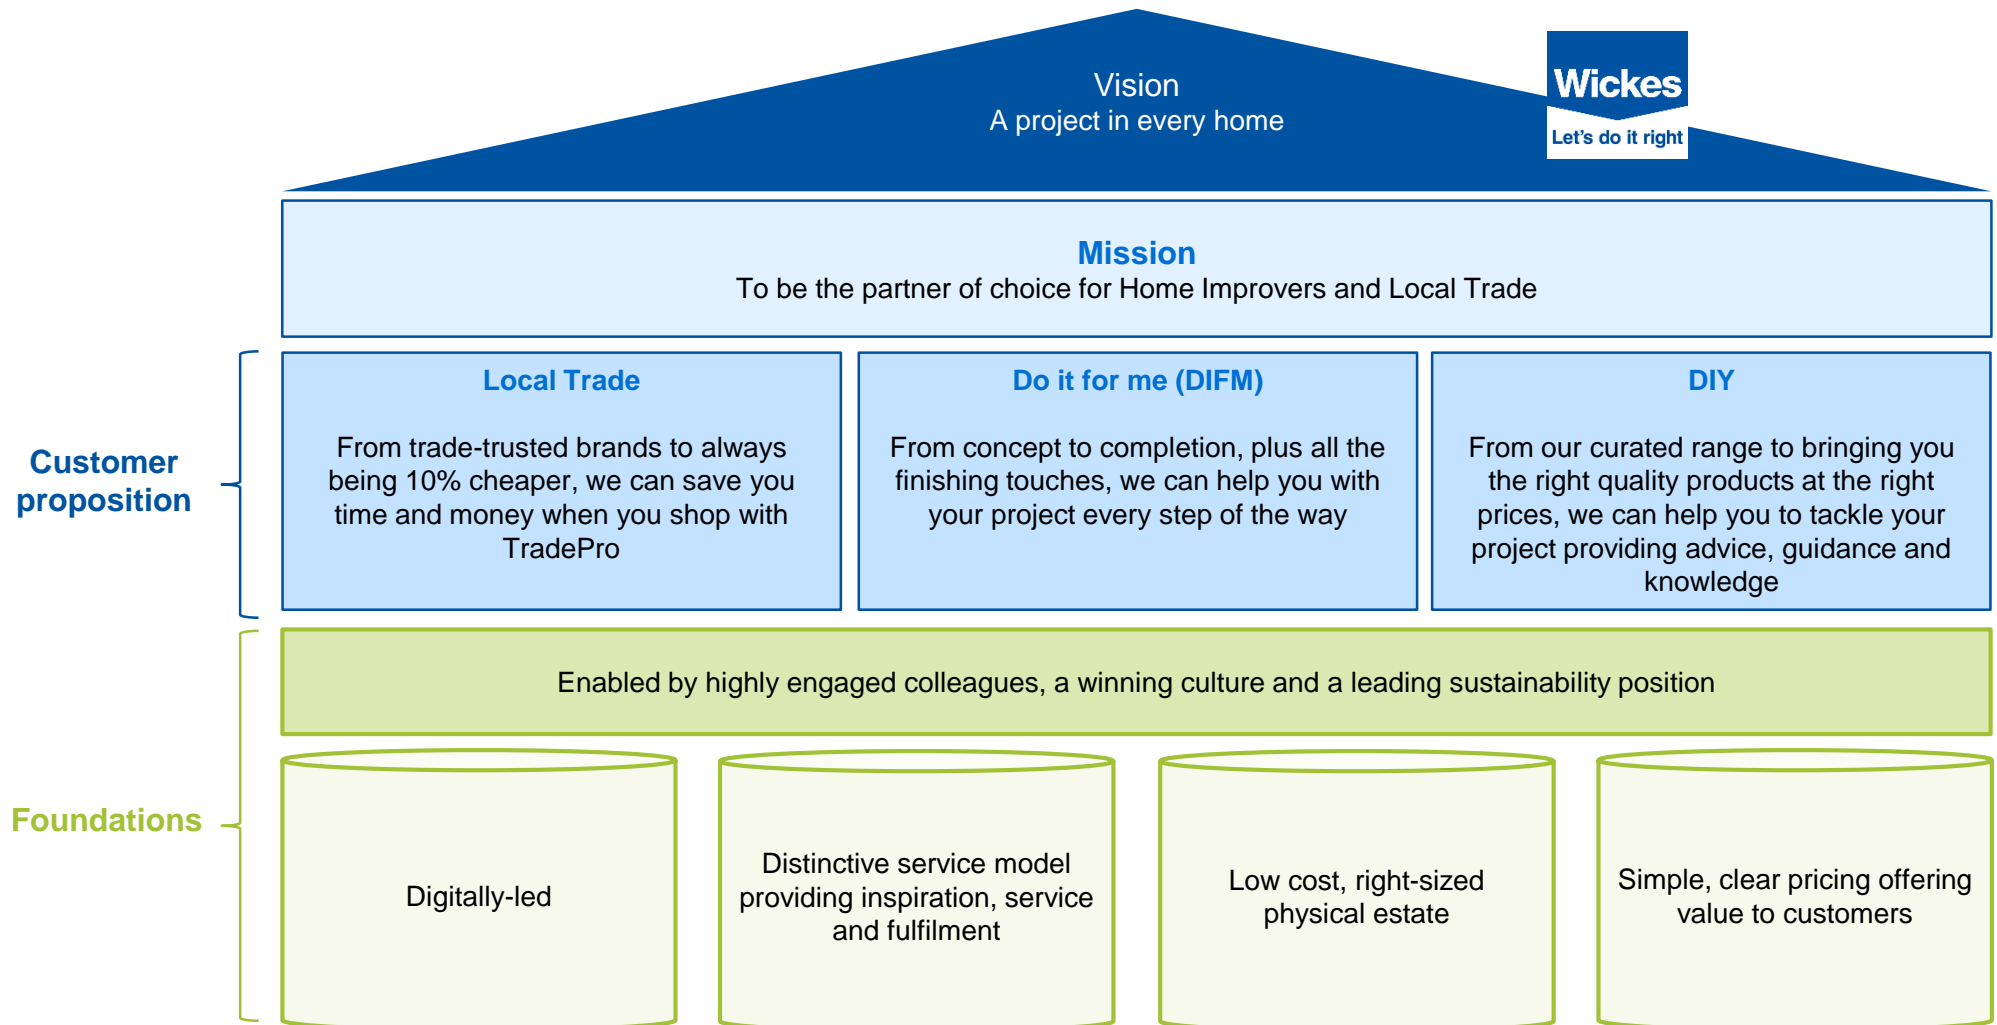 Vision
A project in every home
Wickes
Let's do it right
Mission
To be the partner of choice for Home Improvers and Local Trade
Customer
proposition
Local Trade
From trade-trusted brands to always
being 10% cheaper, we can save you
time and money when you shop with
TradePro
Do it for me (DIFM)
From concept to completion, plus all the
finishing touches, we can help you with
your project every step of the way
DIY
From our curated range to bringing you
the right quality products at the right
prices, we can help you to tackle your
project providing advice, guidance and
knowledge
Foundations
Enabled by highly engaged colleagues, a winning culture and a leading sustainability position
Digitally-led
Distinctive service model
providing inspiration, service
and fulfilment
Low cost, right-sized
physical estate
Simple, clear pricing offering
value to customers